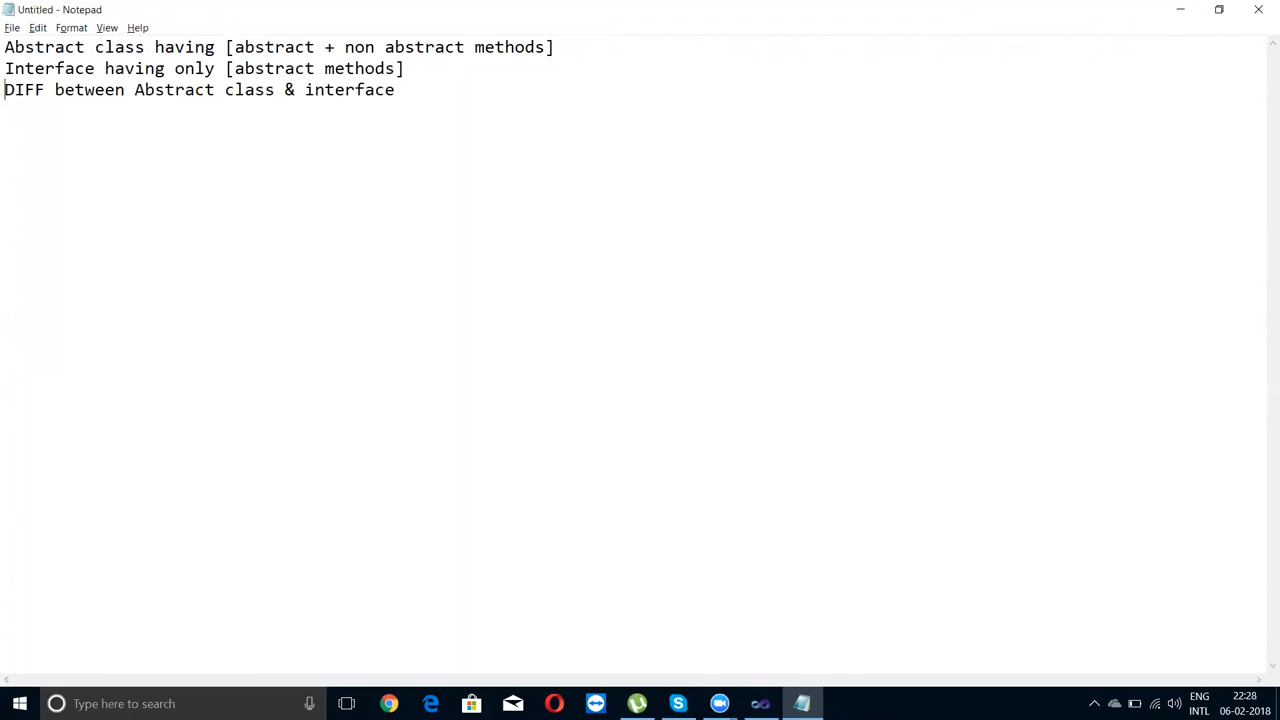 Untitled - Notepad
File Edit Format View Help
Abstract class having [abstract + non abstract methods]
Interface having only [abstract methods]
DIFF between Abstract class & interface
Type here to search
ENG
INTL
22:28
06-02-2018